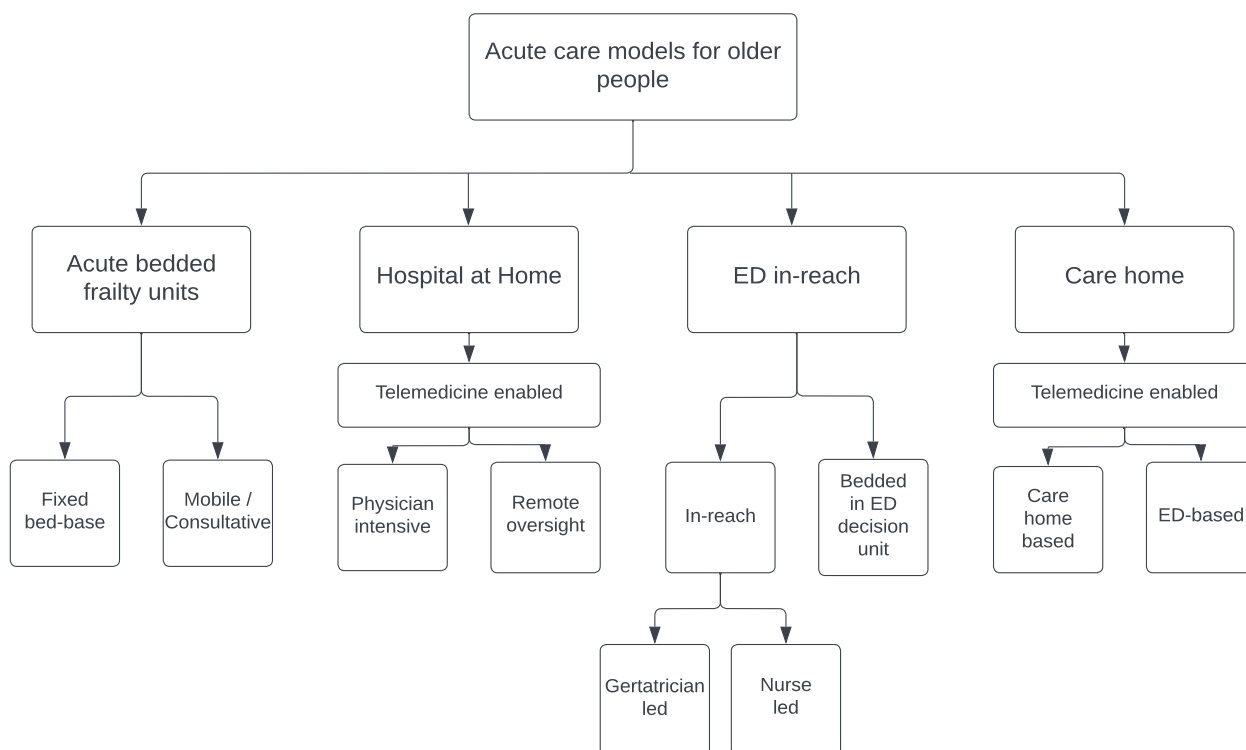 Acute care models for older
people
Acute bedded
frailty units
Hospital at Home
ED in-reach
Care home
Telemedicine enabled
Telemedicine enabled
Fixed
bed-base
Mobile /
Consultative
Physician
intensive
Remote
oversight
In-reach
Bedded
in ED
decision
unit
Care
home
based
ED-based
Gertatrician
led
Nurse
led